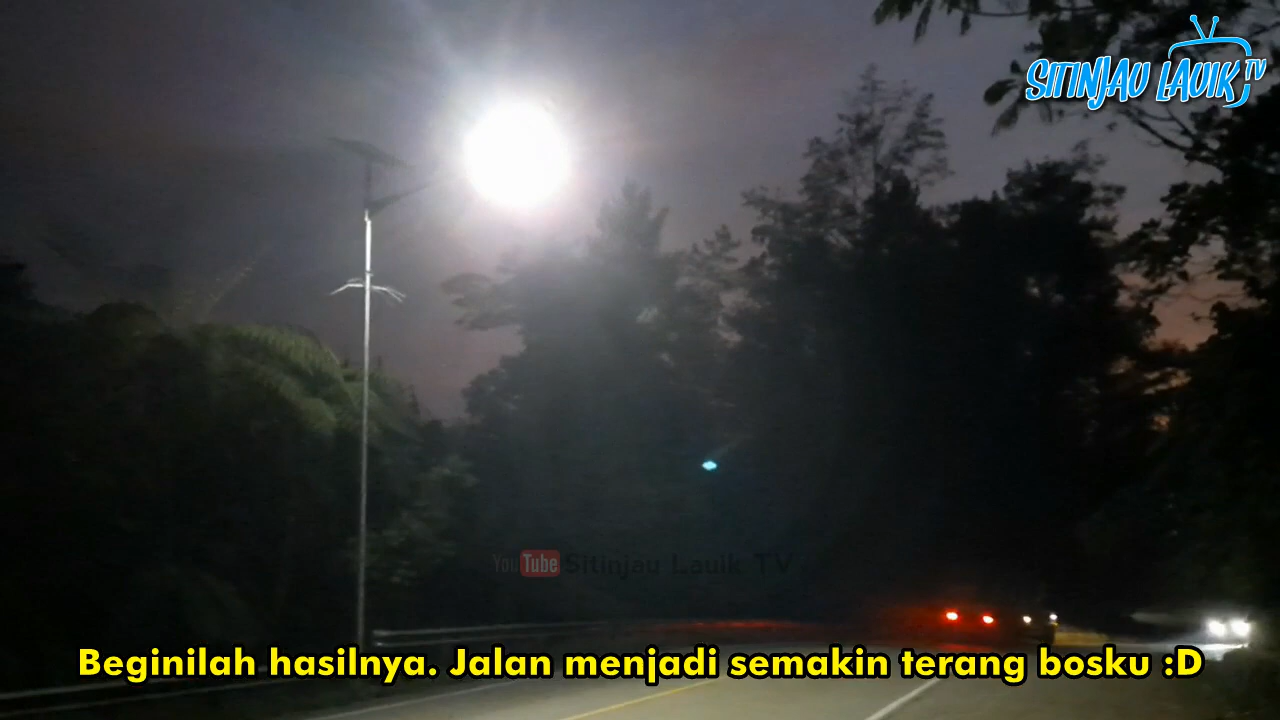 SITINJAU LAUIK TV
YouTube Sitinjau Lauik TV
Beginilah hasilnya. Jalan menjadi semakin terang bosku :D